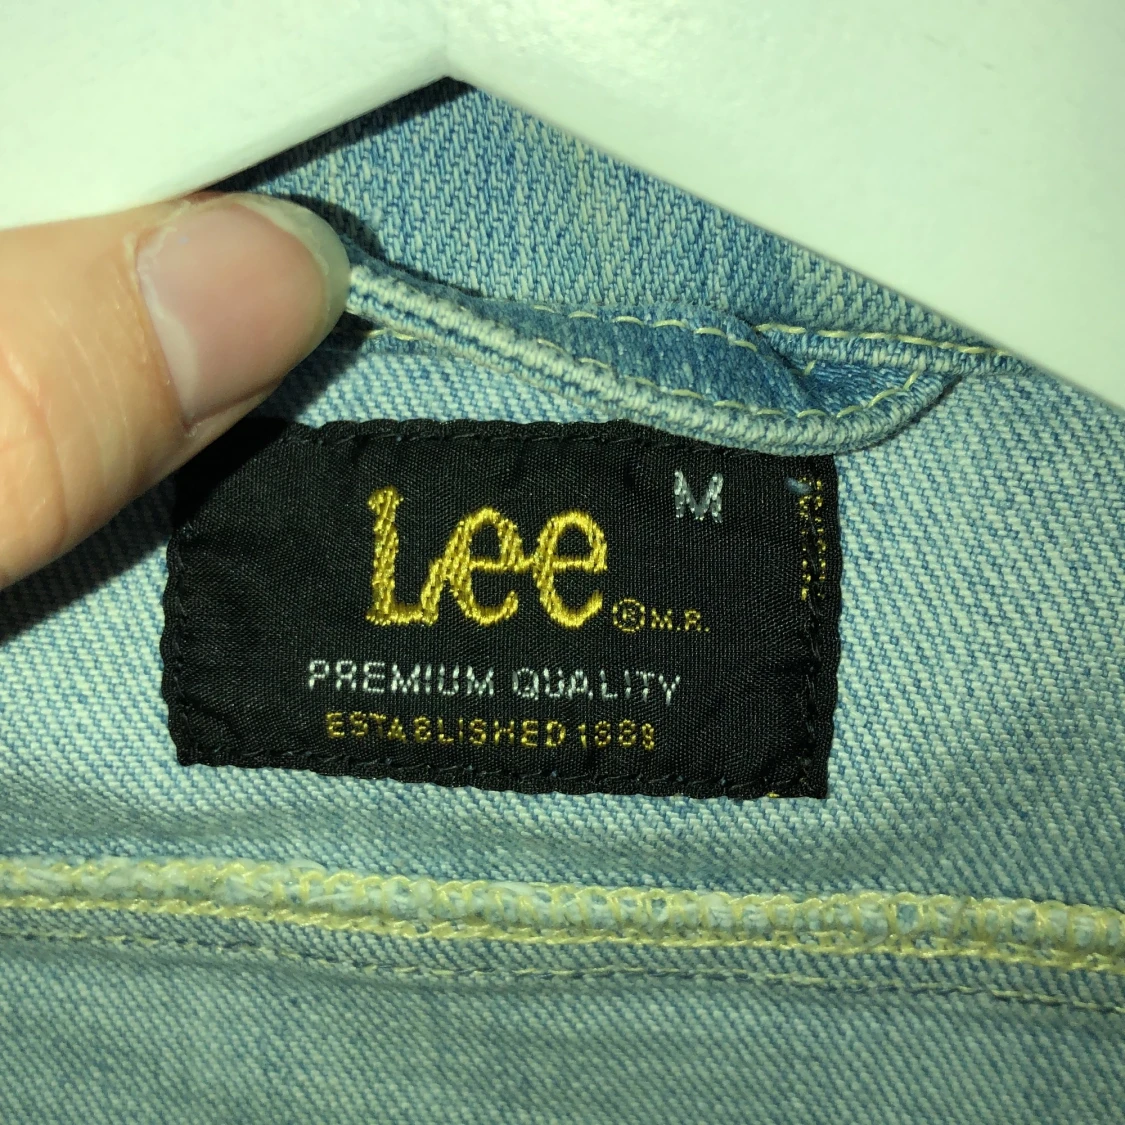 M
Lee ® M.R.
PREMIUM QUALITY
ESTABLISHED 1889